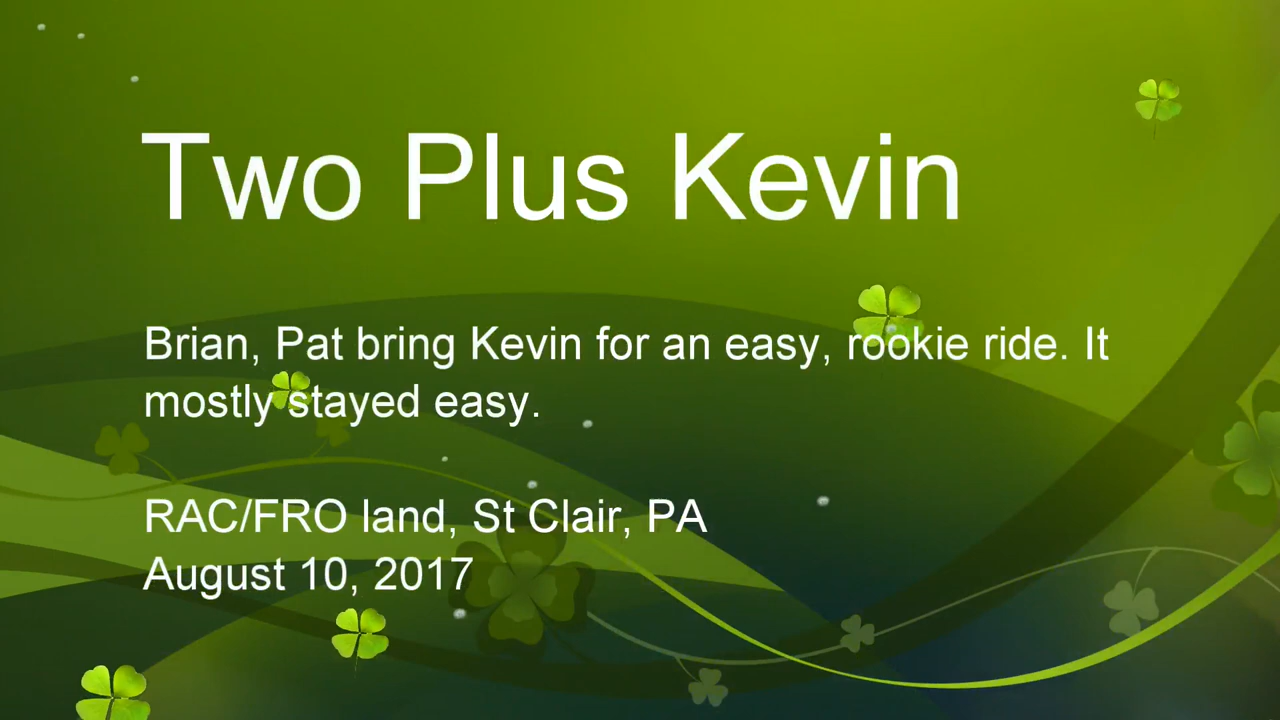 Two Plus Kevin
Brian, Pat bring Kevin for an easy, rookie ride. It
mostly stayed easy.
RAC/FRO land, St Clair, PA
August 10, 2017